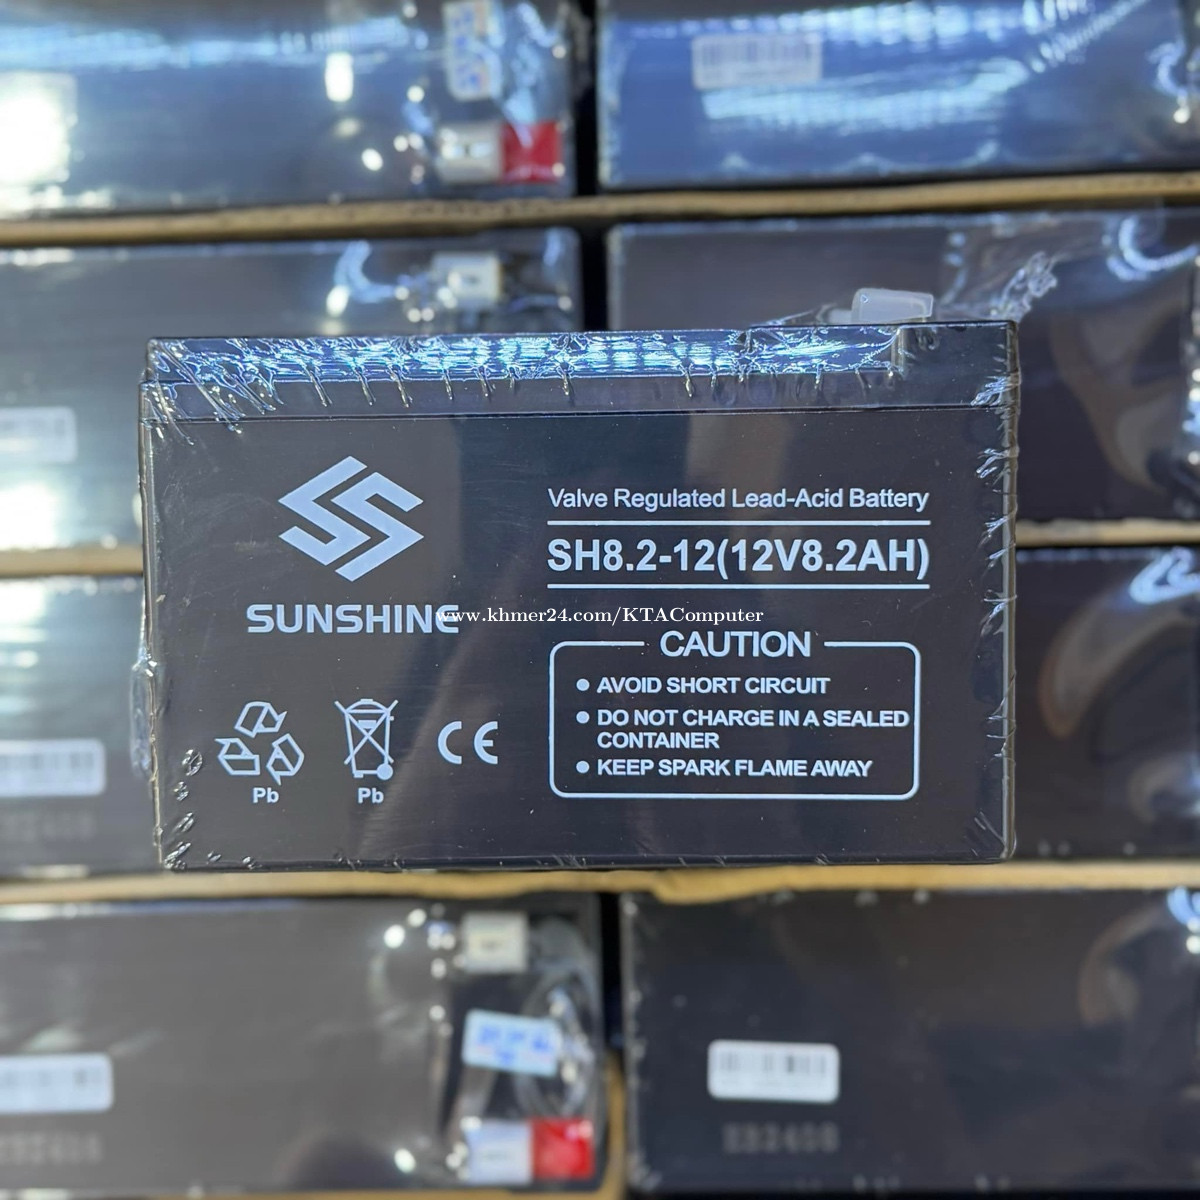 Valve Regulated Lead-Acid Battery
SH8.2-12(12V8.2AH)
SUNSHINE
www.khmer24.com/KTAComputer
CAUTION
● AVOID SHORT CIRCUIT
● DO NOT CHARGE IN A SEALED
CONTAINER
● KEEP SPARK FLAME AWAY
Pb
Pb
CE